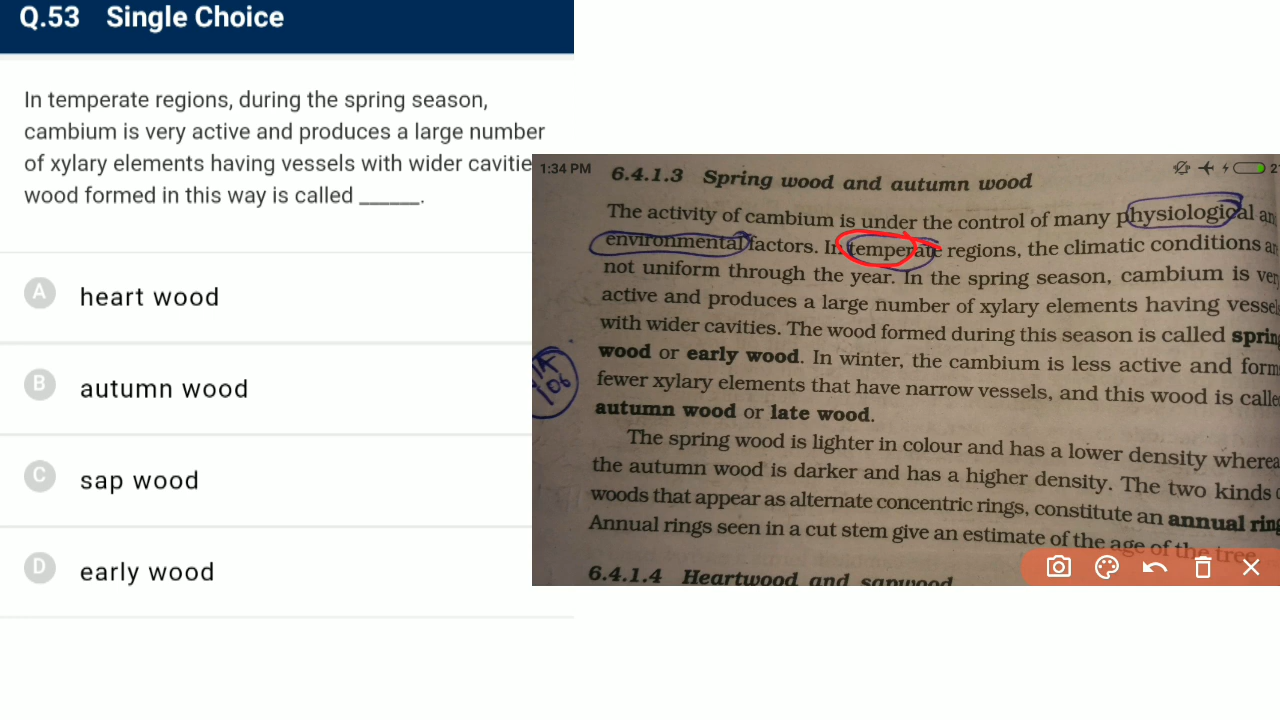 Q.53 Single Choice
In temperate regions, during the spring season,
cambium is very active and produces a large number
of xylary elements having vessels with wider cavitie
wood formed in this way is called ______.
A heart wood
B autumn wood
C sap wood
D early wood
1:34 PM
6.4.1.3 Spring wood and autumn wood
The activity of cambium is under the control of many physiological an
environmental factors. In temperate regions, the climatic conditions ar
not uniform through the year. In the spring season, cambium is ver
active and produces a large number of xylary elements having vessel
with wider cavities. The wood formed during this season is called spring
wood or early wood. In winter, the cambium is less active and form
fewer xylary elements that have narrow vessels, and this wood is calle
autumn wood or late wood.
106
The spring wood is lighter in colour and has a lower density wherea
the autumn wood is darker and has a higher density. The two kinds o
woods that appear as alternate concentric rings, constitute an annual ring
Annual rings seen in a cut stem give an estimate of the age of the tree
6.4.1.4 Heartwood and sapwood